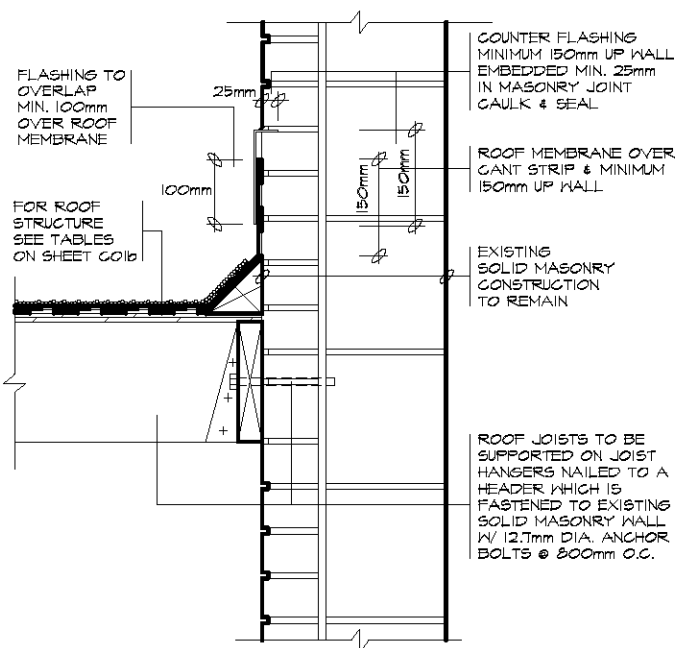 FLASHING TO
OVERLAP
MIN. 100mm
OVER ROOF
MEMBRANE
25mm
COUNTER FLASHING
MINIMUM 150mm UP WALL
EMBEDDED MIN. 25mm
IN MASONRY JOINT
CAULK & SEAL
100mm
150mm
150mm
ROOF MEMBRANE OVER
CANT STRIP & MINIMUM
150mm UP WALL
FOR ROOF
STRUCTURE
SEE TABLES
ON SHEET CO1b
EXISTING
SOLID MASONRY
CONSTRUCTION
TO REMAIN
ROOF JOISTS TO BE
SUPPORTED ON JOIST
HANGERS NAILED TO A
HEADER WHICH IS
FASTENED TO EXISTING
SOLID MASONRY WALL
W/ 12.7mm DIA. ANCHOR
BOLTS @ 800mm O.C.